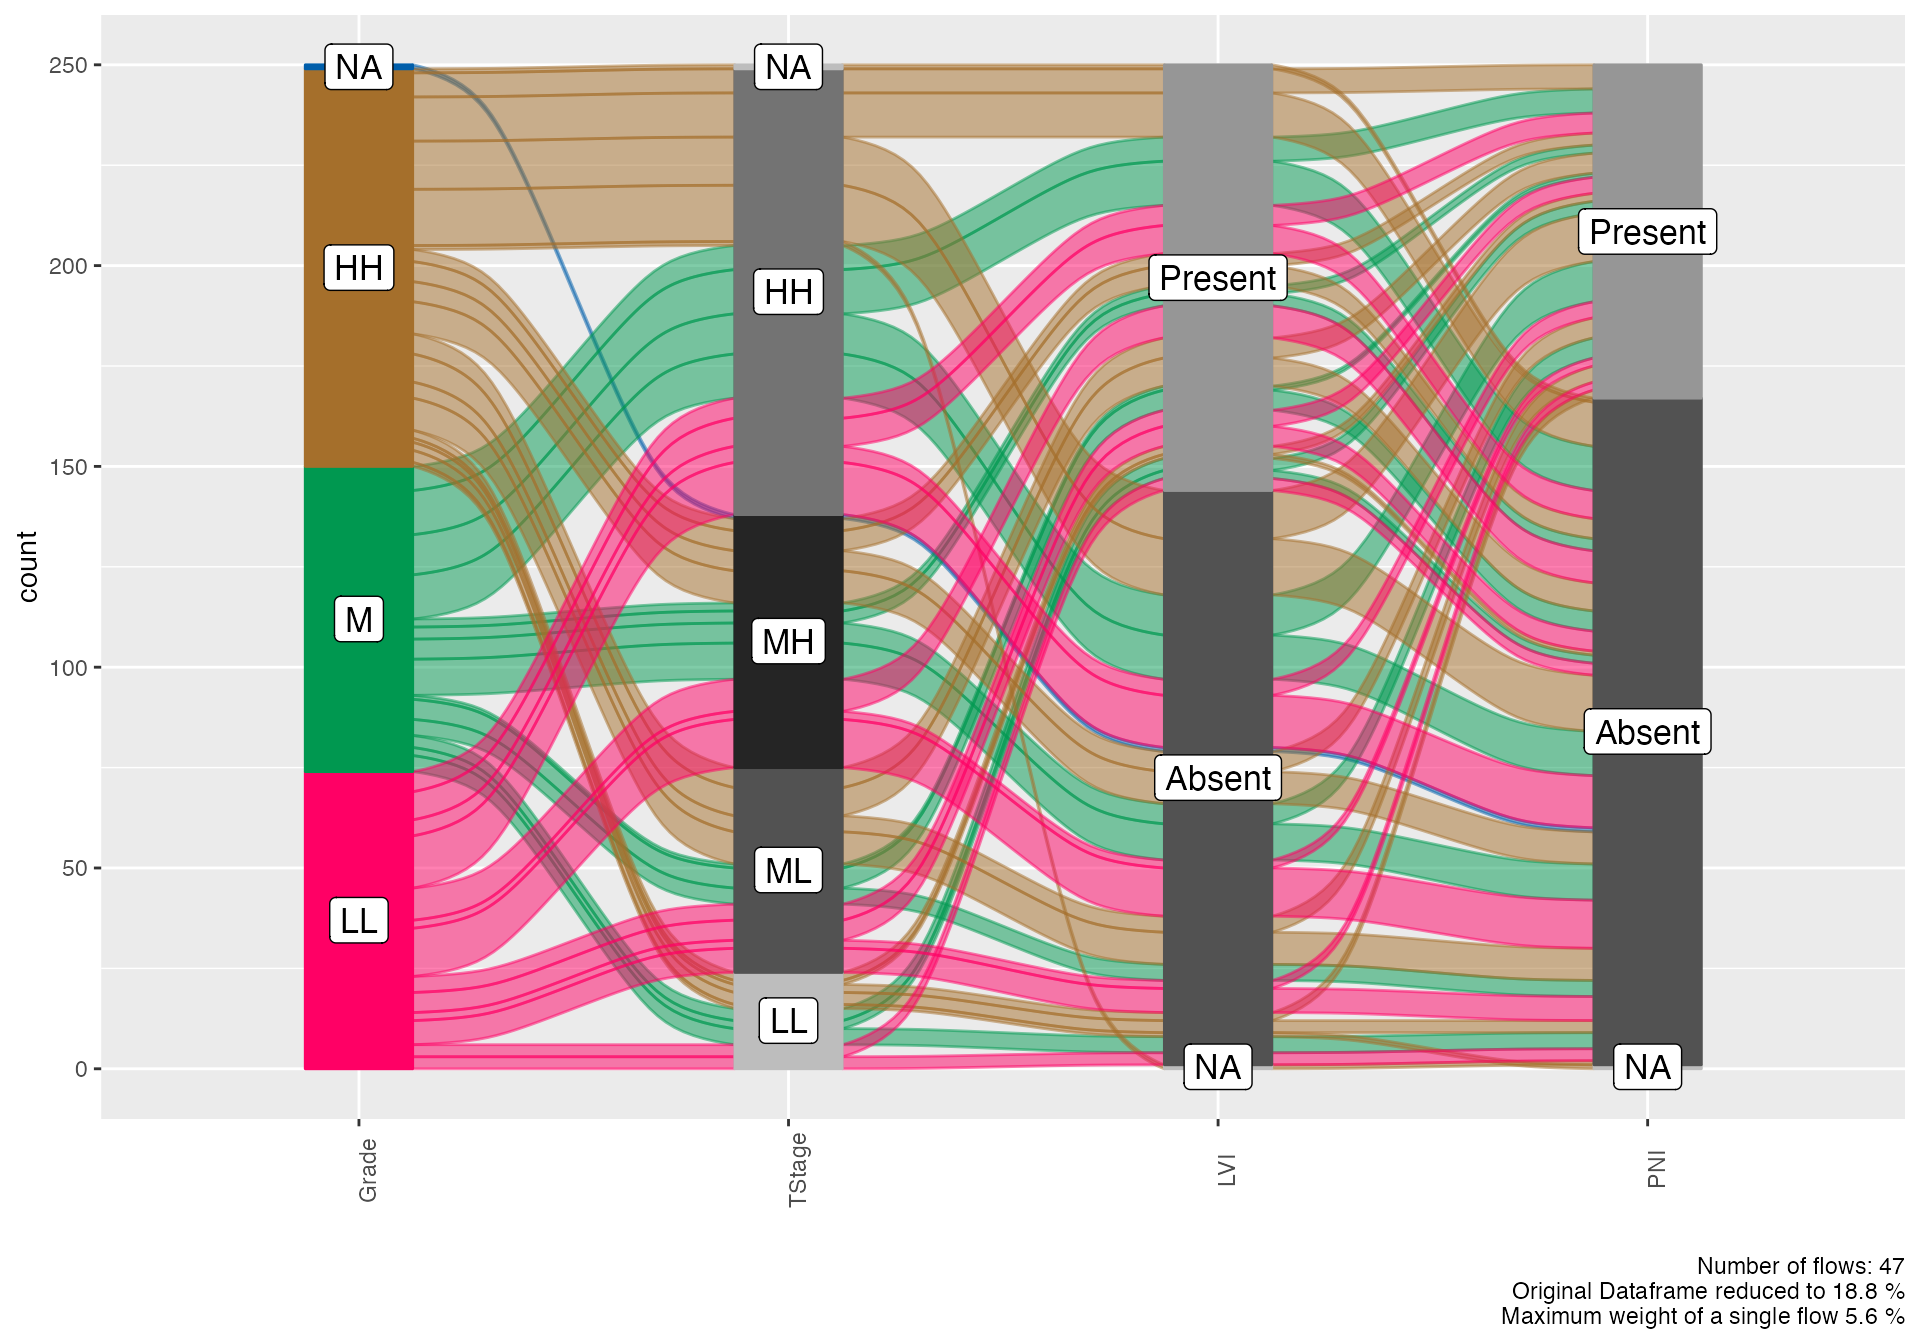 250
200
150
100
50
0
count
NA
HH
M
LL
NA
HH
MH
ML
LL
Present
Absent
NA
Present
Absent
NA
Grade
TStage
LVI
PNI
Number of flows: 47
Original Dataframe reduced to 18.8 %
Maximum weight of a single flow 5.6 %